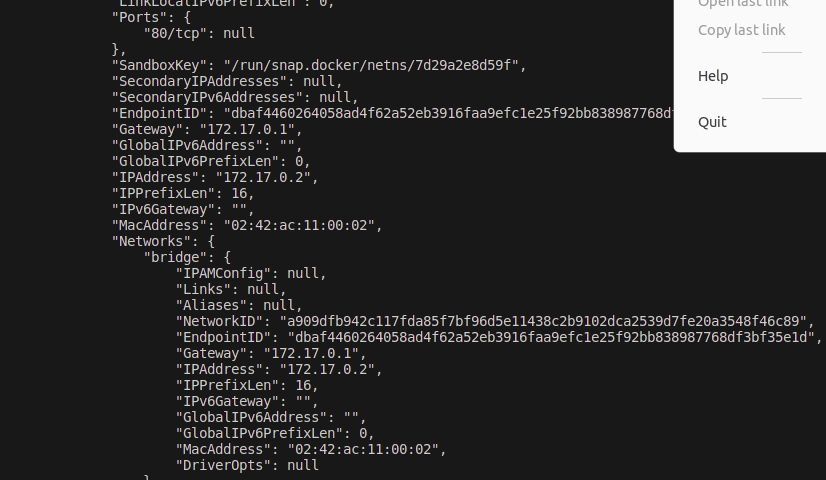 "LinkLocalIPv6PrefixLen": 0,
"Ports": {
"80/tcp": null
},
"SandboxKey": "/run/snap.docker/netns/7d29a2e8d59f",
"SecondaryIPAddresses": null,
"SecondaryIPv6Addresses": null,
"EndpointID": "dbaf4460264058ad4f62a52eb3916faa9efc1e25f92bb838987768d
"Gateway": "172.17.0.1",
"GlobalIPv6Address": "",
"GlobalIPv6PrefixLen": 0,
"IPAddress": "172.17.0.2",
"IPPrefixLen": 16,
"IPv6Gateway": "",
"MacAddress": "02:42:ac:11:00:02",
"Networks": {
"bridge": {
"IPAMConfig": null,
"Links": null,
"Aliases": null,
"NetworkID": "a909dfb942c117fda85f7bf96d5e11438c2b9102dca2539d7fe20a3548f46c89",
"EndpointID": "dbaf4460264058ad4f62a52eb3916faa9efc1e25f92bb838987768df3bf35e1d",
"Gateway": "172.17.0.1",
"IPAddress": "172.17.0.2",
"IPPrefixLen": 16,
"IPv6Gateway": "",
"GlobalIPv6Address": "",
"GlobalIPv6PrefixLen": 0,
"MacAddress": "02:42:ac:11:00:02",
"DriverOpts": null
}
Open last link
Copy last link
Help
Quit